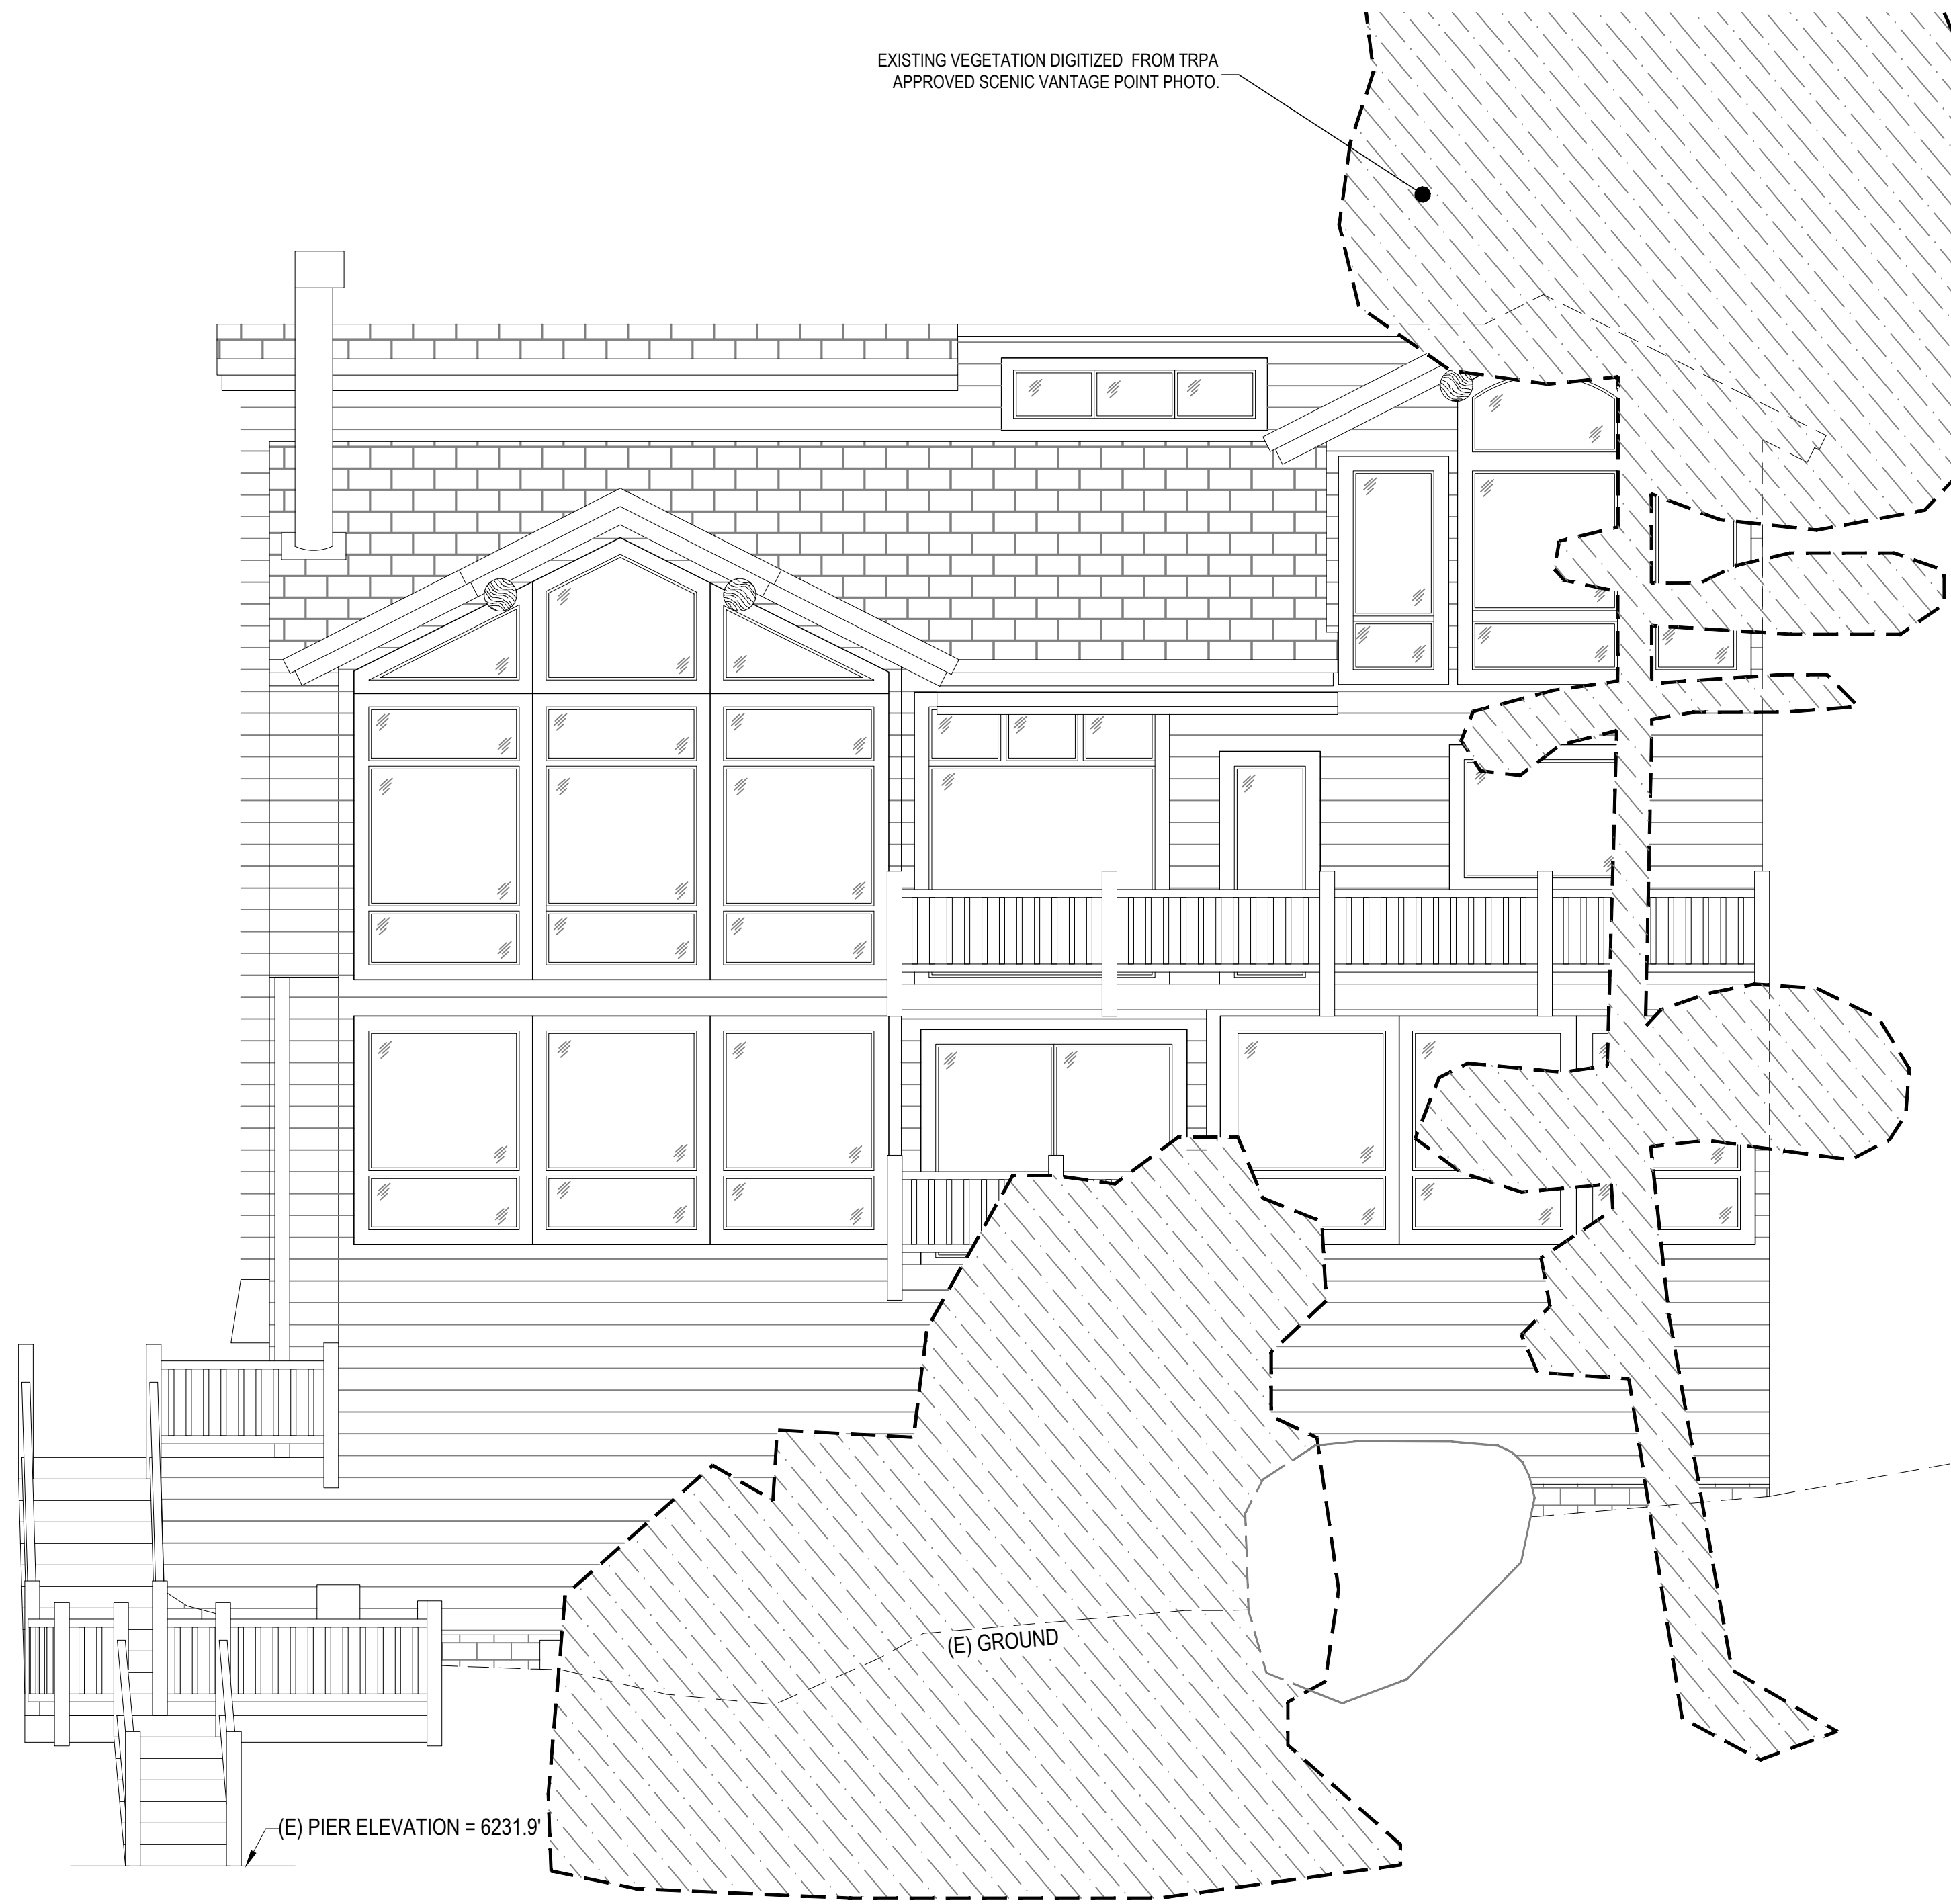 EXISTING VEGETATION DIGITIZED FROM TRPA
APPROVED SCENIC VANTAGE POINT PHOTO.
(E) GROUND
(E) PIER ELEVATION = 6231.9'